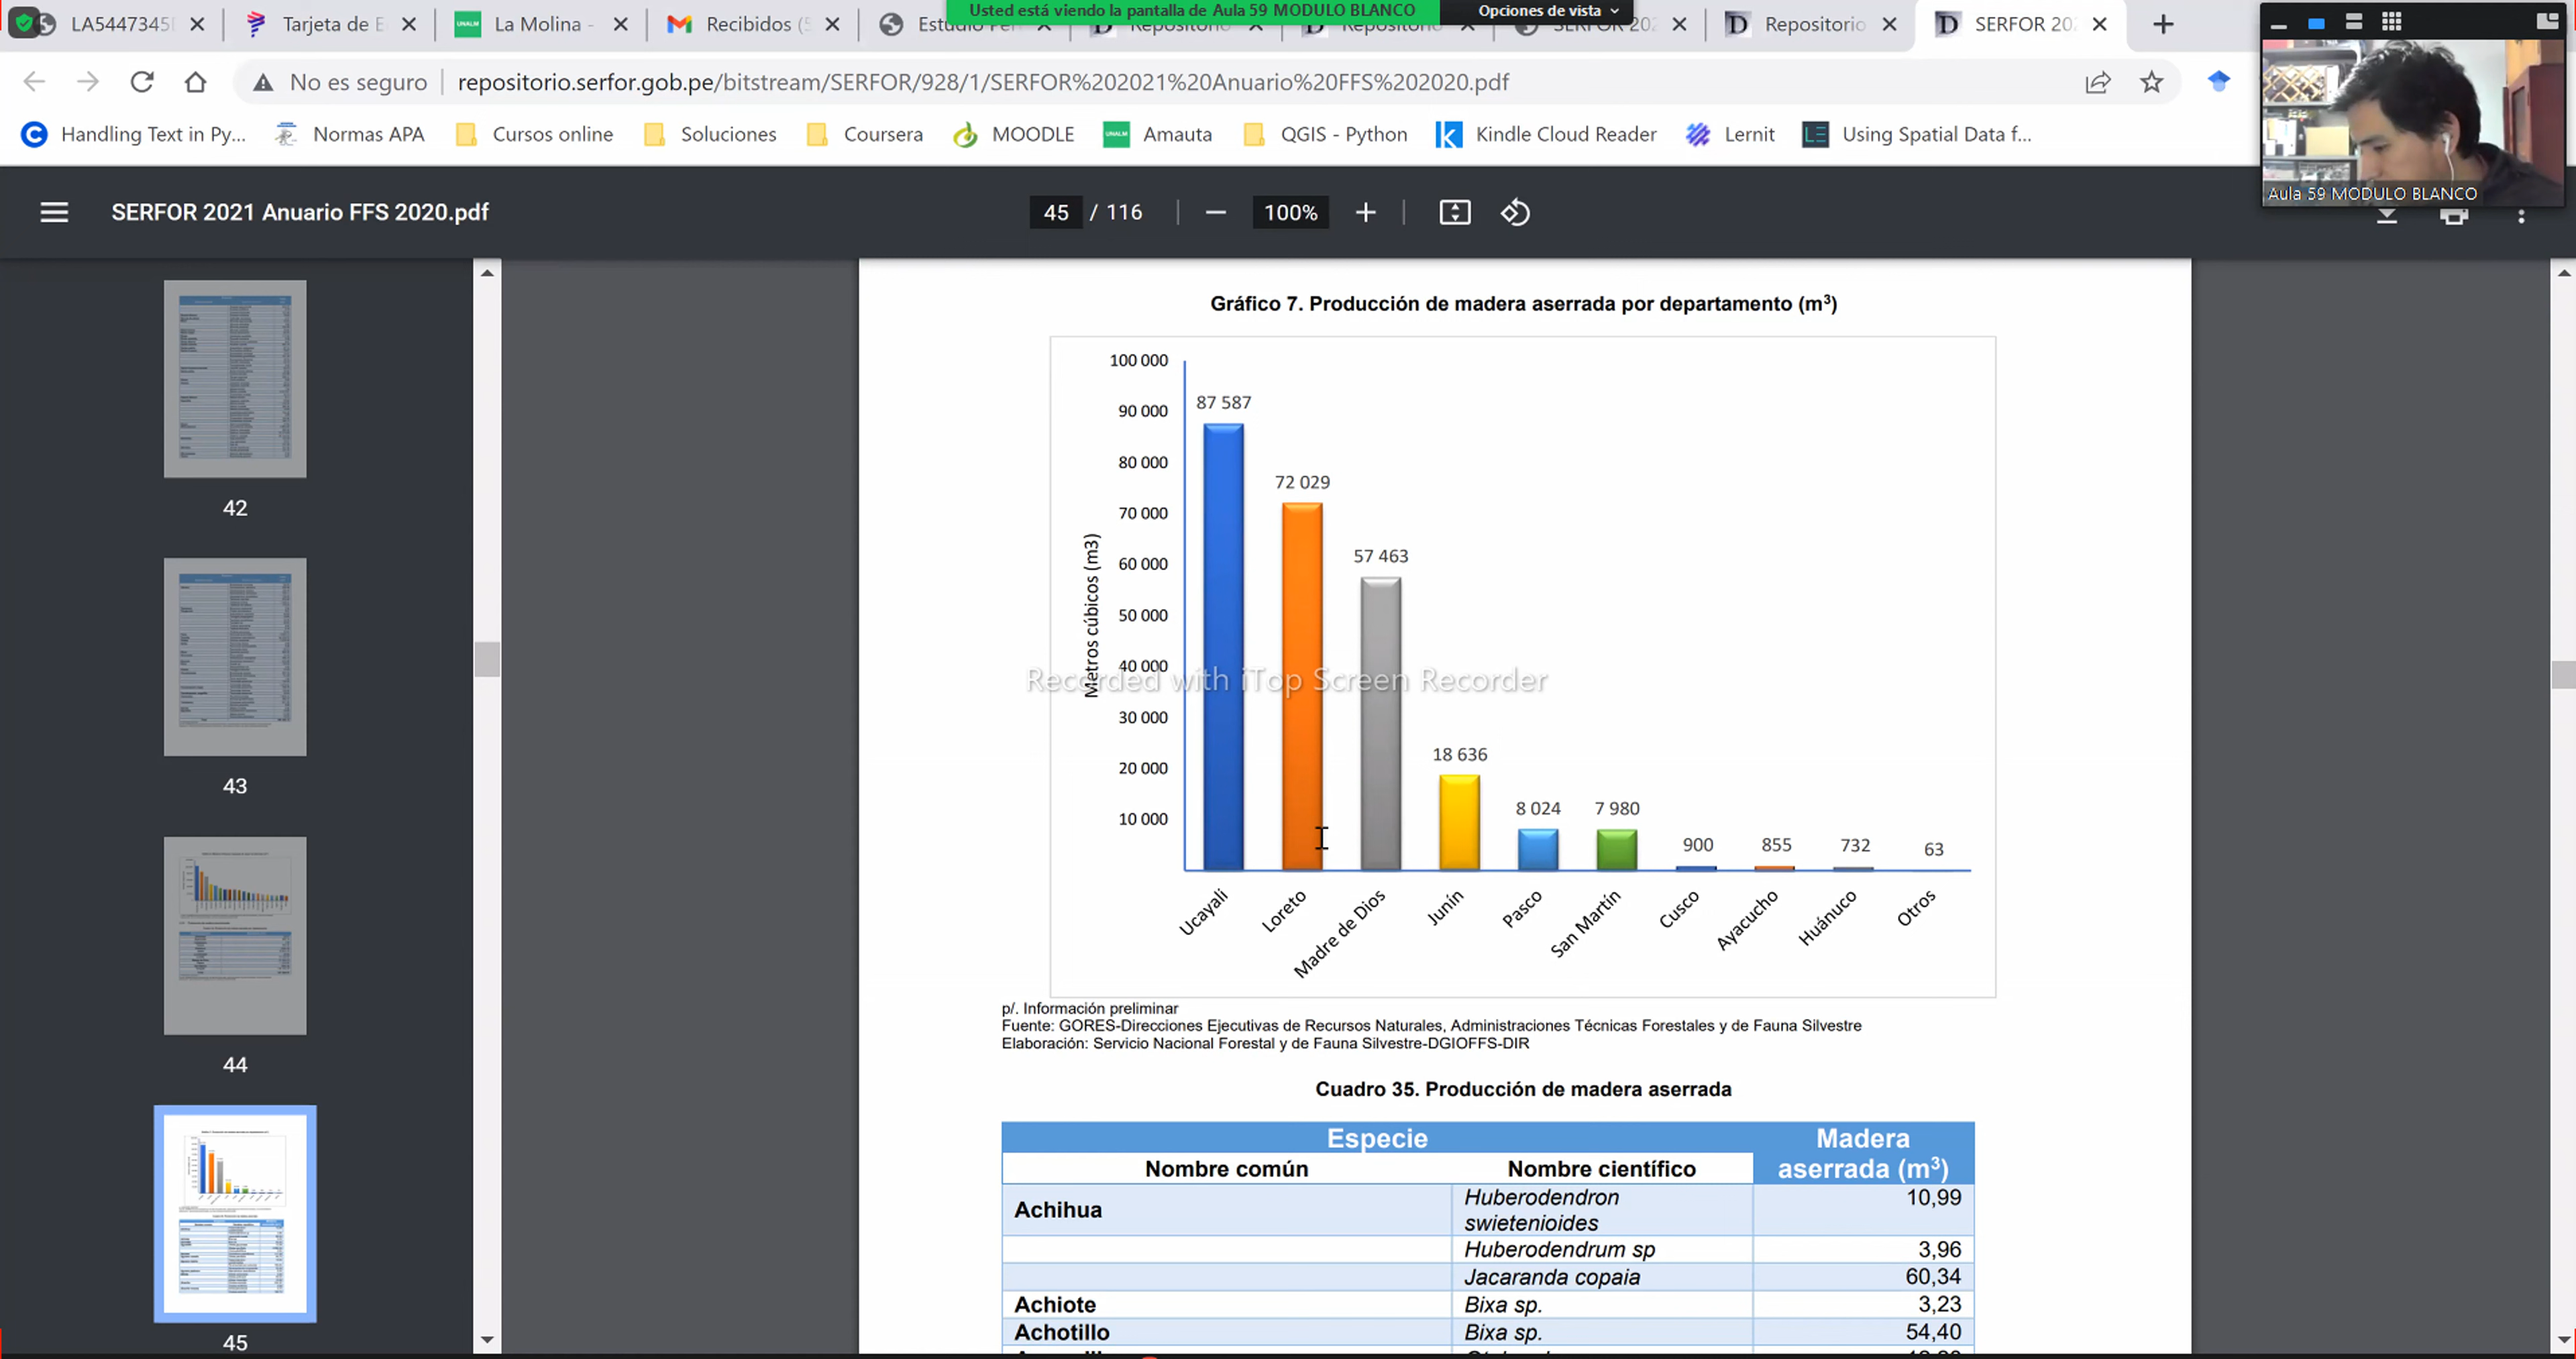 Usted está viendo la pantalla de Aula 59 MODULO BLANCO
Opciones de vista
LA5447345
Tarjeta de E
La Molina -
Recibidos (5
Estudio Per
Repositorio
Repositorio
SERFOR 202
Repositorio
SERFOR 202
No es seguro
repositorio.serfor.gob.pe/bitstream/SERFOR/928/1/SERFOR%202021%20Anuario%20FFS%202020.pdf
Handling Text in Py...
Normas APA
Cursos online
Soluciones
Coursera
MOODLE
UNALM
Amauta
QGIS - Python
Kindle Cloud Reader
Lernit
LE
Using Spatial Data f...
Aula 59 MODULO BLANCO
SERFOR 2021 Anuario FFS 2020.pdf
45 / 116
100%
42
43
44
45
Gráfico 7. Producción de madera aserrada por departamento (m³)
Metros cúbicos (m3)
100 000
90 000
80 000
70 000
60 000
50 000
40 000
30 000
20 000
10 000
87 587
72 029
57 463
18 636
8 024
7 980
900
855
732
63
Ucayali
Loreto
Madre de Dios
Junín
Pasco
San Martín
Cusco
Ayacucho
Huánuco
Otros
Recorded with iTop Screen Recorder
p/. Información preliminar
Fuente: GORES-Direcciones Ejecutivas de Recursos Naturales, Administraciones Técnicas Forestales y de Fauna Silvestre
Elaboración: Servicio Nacional Forestal y de Fauna Silvestre-DGIOFFS-DIR
Cuadro 35. Producción de madera aserrada
Especie
Madera aserrada (m³)
Nombre común
Nombre científico
Achihua
Huberodendron swietenioides
10,99
Huberodendrum sp
3,96
Jacaranda copaia
60,34
Achiote
Bixa sp.
3,23
Achotillo
Bixa sp.
54,40